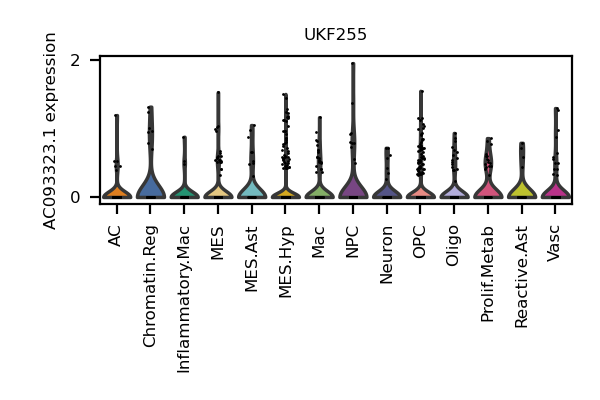 UKF255
AC093323.1 expression
2
0
AC
Chromatin.Reg
Inflammatory.Mac
MES
MES.Ast
MES.Hyp
Mac
NPC
Neuron
OPC
Oligo
Prolif.Metab
Reactive.Ast
Vasc